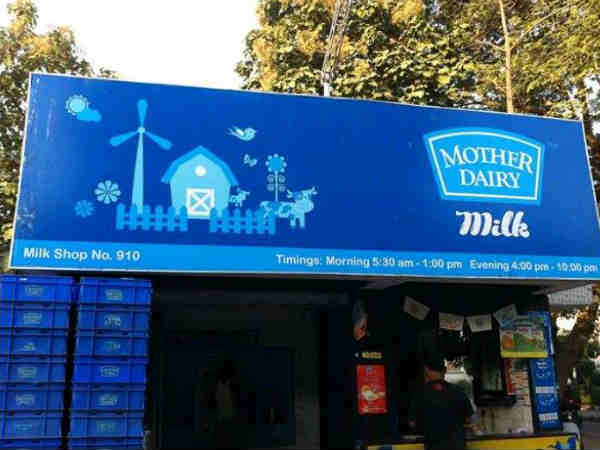 MOTHER
DAIRY
Milk
Milk Shop No. 910
Timings: Morning 5:30 am - 1:00 pm Evening 4:00 pm - 10:00 pm